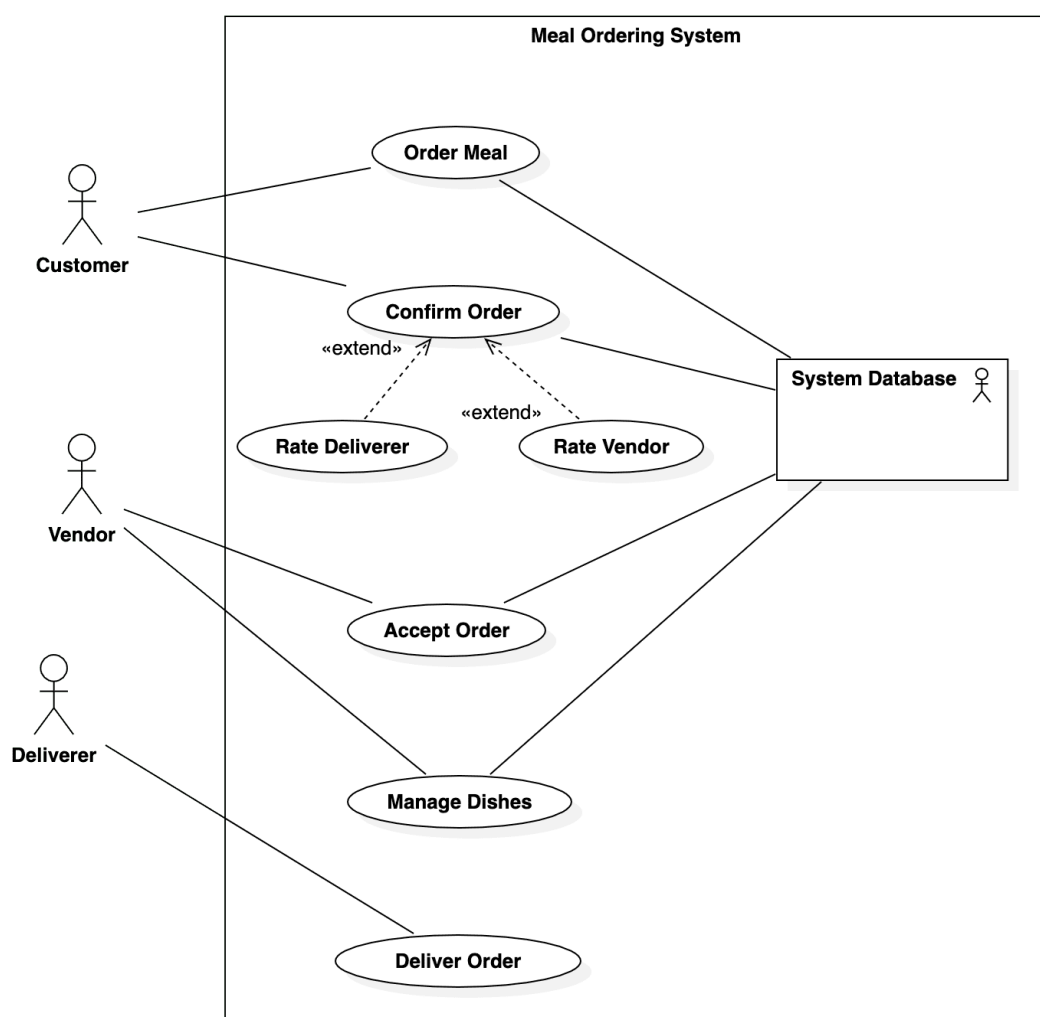 Meal Ordering System
Order Meal
Customer
Confirm Order
«extend»
System Database
«extend»
Rate Deliverer
Rate Vendor
Vendor
Accept Order
Deliverer
Manage Dishes
Deliver Order